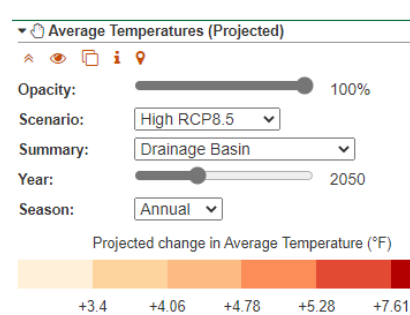 Average Temperatures (Projected)
Opacity: 100%
Scenario: High RCP8.5
Summary: Drainage Basin
Year: 2050
Season: Annual
Projected change in Average Temperature (°F)
+3.4 +4.06 +4.78 +5.28 +7.61